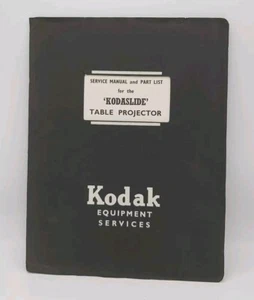 SERVICE MANUAL and PART LIST
for the
'KODASLIDE'
TABLE PROJECTOR
Kodak
EQUIPMENT
SERVICES